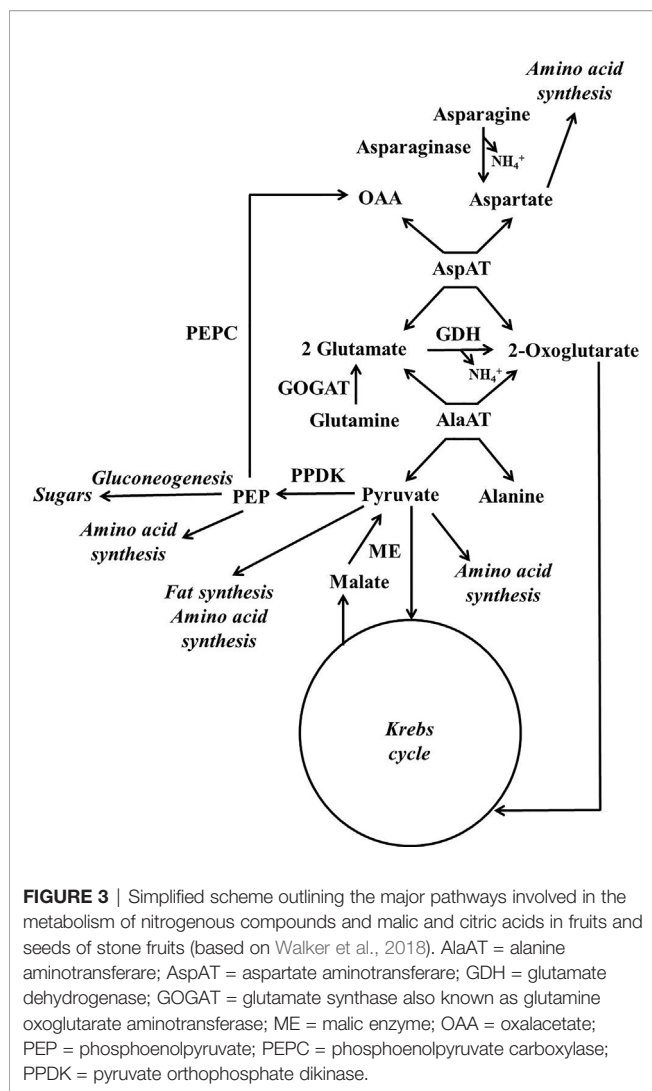 Amino acid
synthesis
Asparagine
Asparaginase
NH₄⁺
OAA
Aspartate
AspAT
PEPC
2 Glutamate
GDH
2-Oxoglutarate
NH₄⁺
GOGAT
Glutamine
AlaAT
Gluconeogenesis
PPDK
Sugars
PEP
Pyruvate
Alanine
Amino acid
synthesis
ME
Malate
Amino acid
synthesis
Fat synthesis
Amino acid
synthesis
Krebs
cycle
FIGURE 3 | Simplified scheme outlining the major pathways involved in the
metabolism of nitrogenous compounds and malic and citric acids in fruits and
seeds of stone fruits (based on Walker et al., 2018). AlaAT = alanine
aminotransferare; AspAT = aspartate aminotransferare; GDH = glutamate
dehydrogenase; GOGAT = glutamate synthase also known as glutamine
oxoglutarate aminotransferase; ME = malic enzyme; OAA = oxalacetate;
PEP = phosphoenolpyruvate; PEPC = phosphoenolpyruvate carboxylase;
PPDK = pyruvate orthophosphate dikinase.